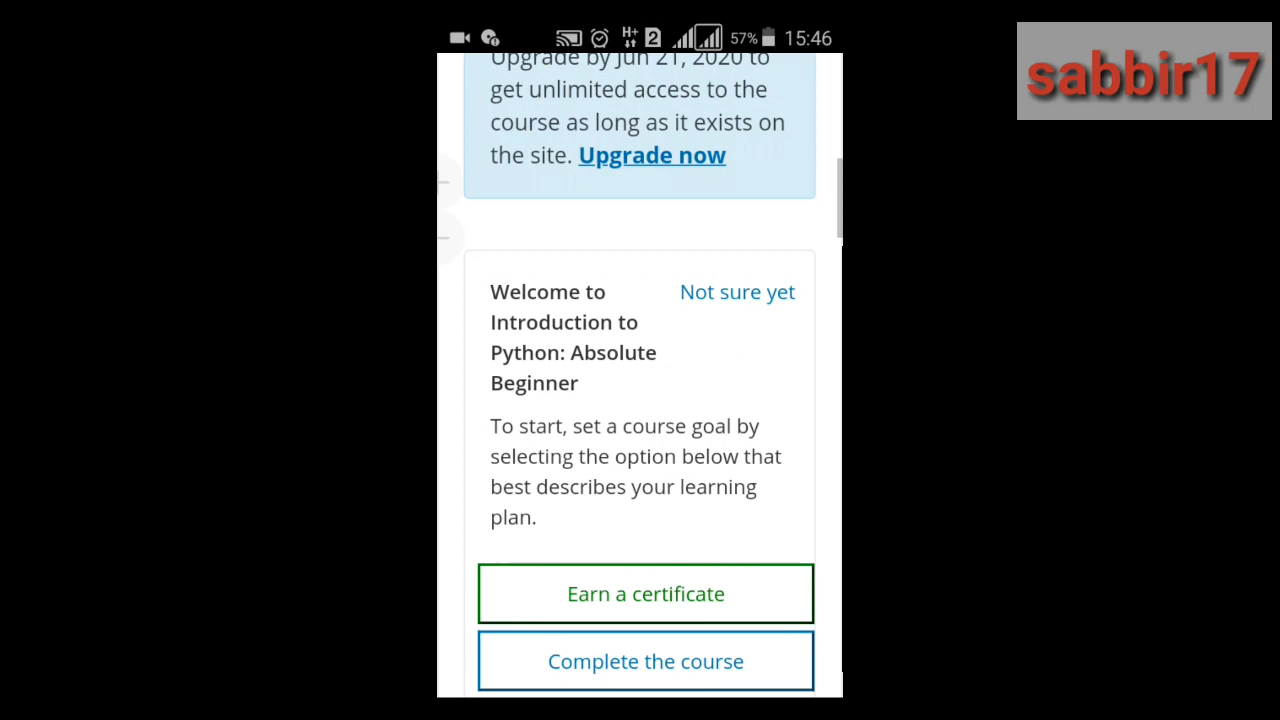 H+ 2 57% 15:46
sabbir17
Upgrade by Jun 21, 2020 to
get unlimited access to the
course as long as it exists on
the site. Upgrade now
Welcome to
Introduction to
Python: Absolute
Beginner
Not sure yet
To start, set a course goal by
selecting the option below that
best describes your learning
plan.
Earn a certificate
Complete the course